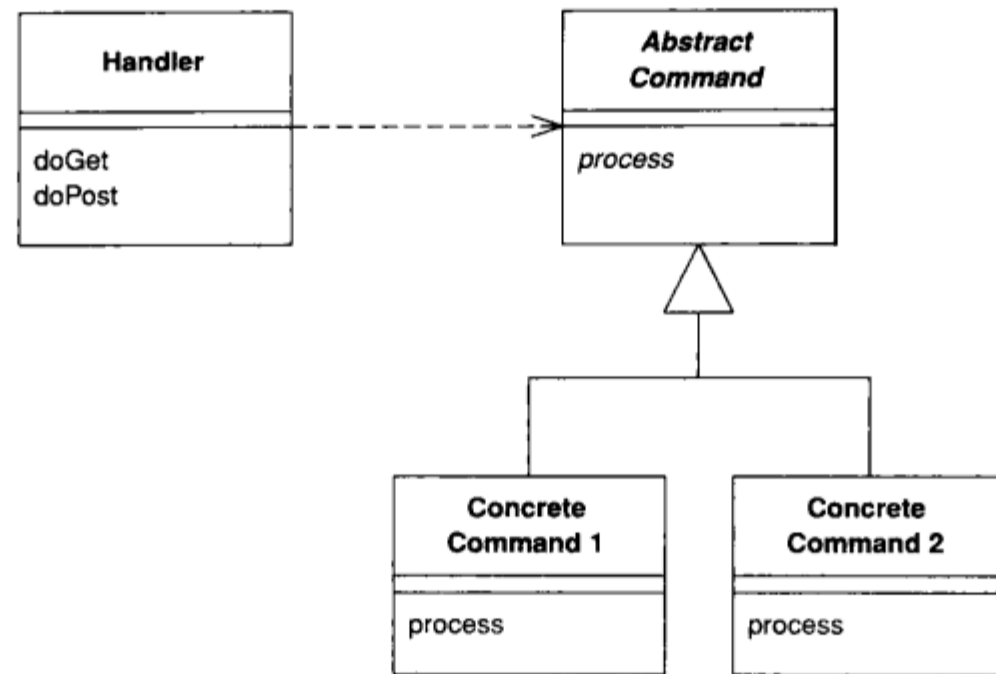 Handler
doGet
doPost
Abstract
Command
process
Concrete
Command 1
process
Concrete
Command 2
process